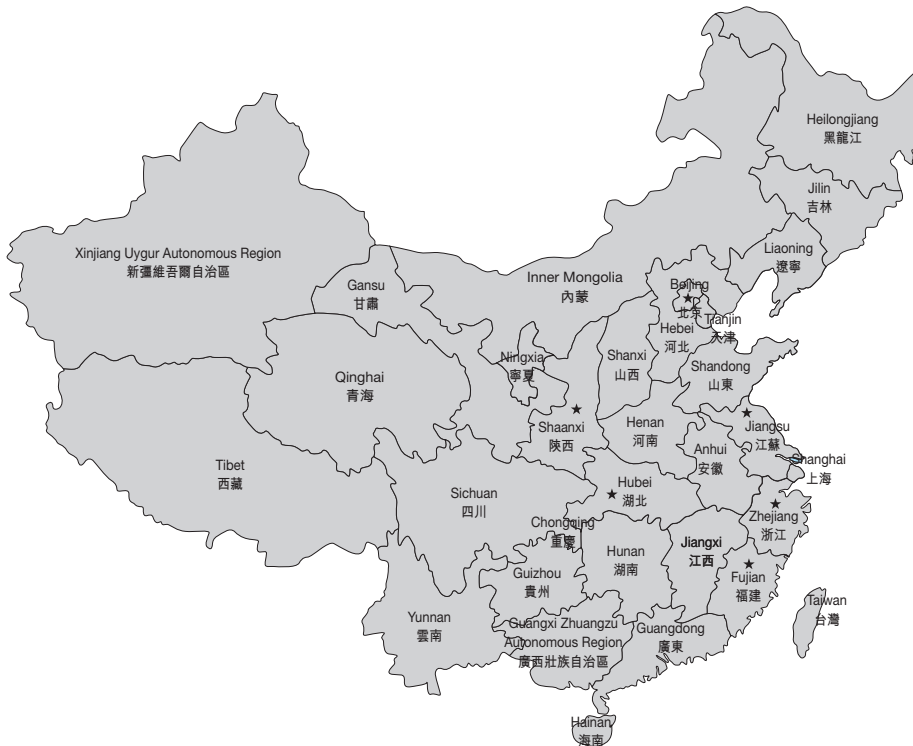 Heilongjiang
黑龍江
Jilin
吉林
Liaoning
遼寧
Xinjiang Uygur Autonomous Region
新彊維吾爾自治區
Gansu
甘肅
Inner Mongolia
內蒙
Beijing
北京
Tianjin
天津
Hebei
河北
Ningxia
寧夏
Shanxi
山西
Shandong
山東
Qinghai
青海
Shaanxi
陝西
Henan
河南
Jiangsu
江蘇
Anhui
安徽
Shanghai
上海
Tibet
西藏
Sichuan
四川
Hubei
湖北
Zhejiang
浙江
Chongqing
重慶
Hunan
湖南
Jiangxi
江西
Guizhou
貴州
Fujian
福建
Yunnan
雲南
Guangxi Zhuangzu
Autonomous Region
廣西壯族自治區
Guangdong
廣東
Taiwan
台灣
Hainan
海南